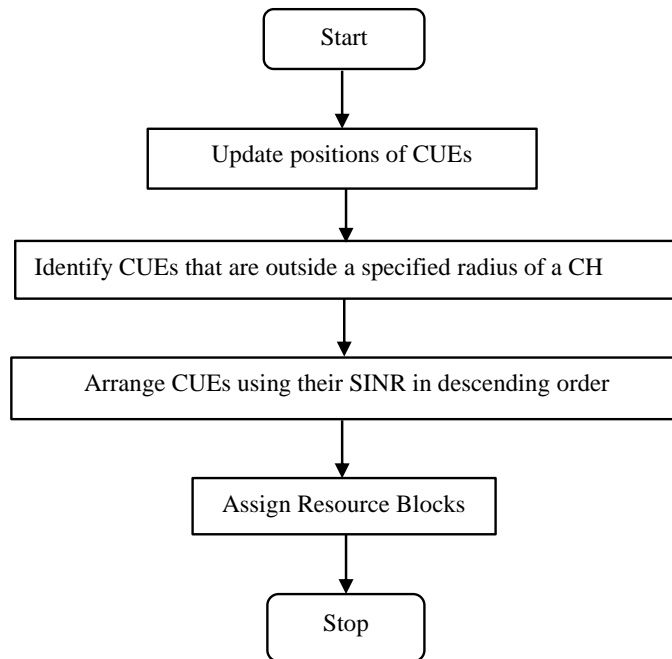 Start
Update positions of CUEs
Identify CUEs that are outside a specified radius of a CH
Arrange CUEs using their SINR in descending order
Assign Resource Blocks
Stop